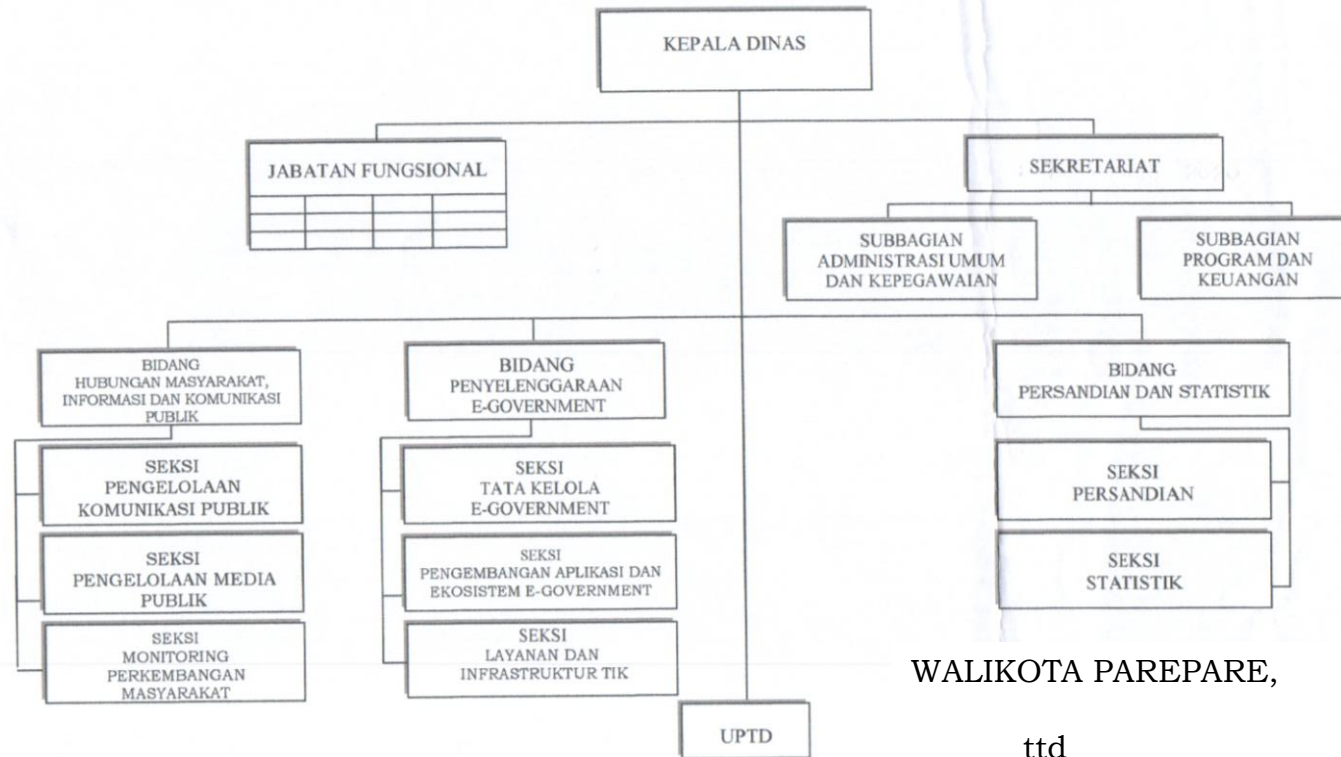 KEPALA DINAS
JABATAN FUNGSIONAL
SEKRETARIAT
SUBBAGIAN
ADMINISTRASI UMUM
DAN KEPEGAWAIAN
SUBBAGIAN
PROGRAM DAN
KEUANGAN
BIDANG
HUBUNGAN MASYARAKAT,
INFORMASI DAN KOMUNIKASI
PUBLIK
BIDANG
PENYELENGGARAAN
E-GOVERNMENT
BIDANG
PERSANDIAN DAN STATISTIK
SEKSI
PENGELOLAAN
KOMUNIKASI PUBLIK
SEKSI
TATA KELOLA
E-GOVERNMENT
SEKSI
PERSANDIAN
SEKSI
PENGELOLAAN MEDIA
PUBLIK
SEKSI
PENGEMBANGAN APLIKASI DAN
EKOSISTEM E-GOVERNMENT
SEKSI
STATISTIK
SEKSI
MONITORING
PERKEMBANGAN
MASYARAKAT
SEKSI
LAYANAN DAN
INFRASTRUKTUR TIK
UPTD
WALIKOTA PAREPARE,
ttd